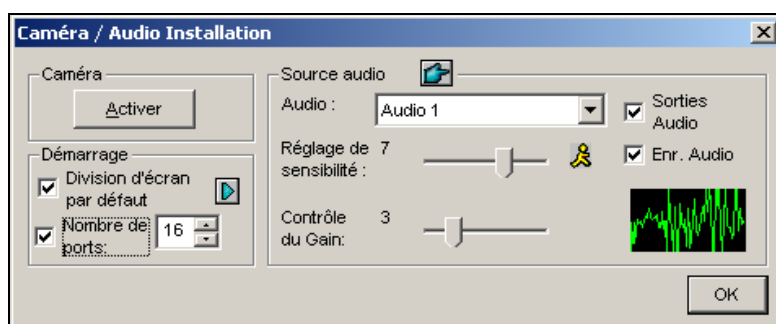 Caméra / Audio Installation
Caméra
Activer
Démarrage
Division d'écran
par défaut
Nombre de
ports:
16
Source audio
Audio :
Audio 1
Sorties
Audio
Réglage de
sensibilité :
7
Enr. Audio
Contrôle
du Gain:
3
OK